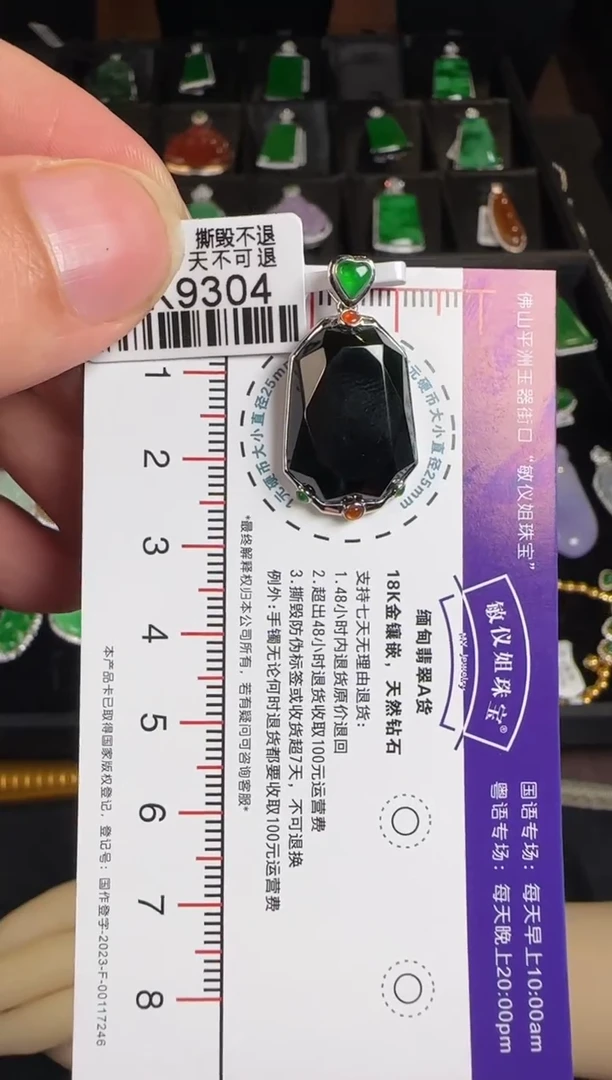 撕毁不退
天不可退
K9304
1元硬币大小直径25mm
元硬币大小直径25mm
1
2
3
4
5
6
7
8
佛山平洲玉器街口 “敏仪姐珠宝”
敏仪姐珠宝®
MY Jewelry
国语专场：每天早上10:00am
粤语专场：每天晚上20:00pm
缅甸翡翠A货
18K金镶嵌，天然钻石
支持七天无理由退货：
1.48小时内退货原价退回
2.超出48小时退货收取100元运营费
3.撕毁防伪标签或收货超7天，不可退换
例外:手镯无论何时退货都要收取100元运营费
*最终解释权归本公司所有，若有疑问可咨询客服*
本产品卡已取得国家版权登记，登记号：国作登字-2023-F-00117246